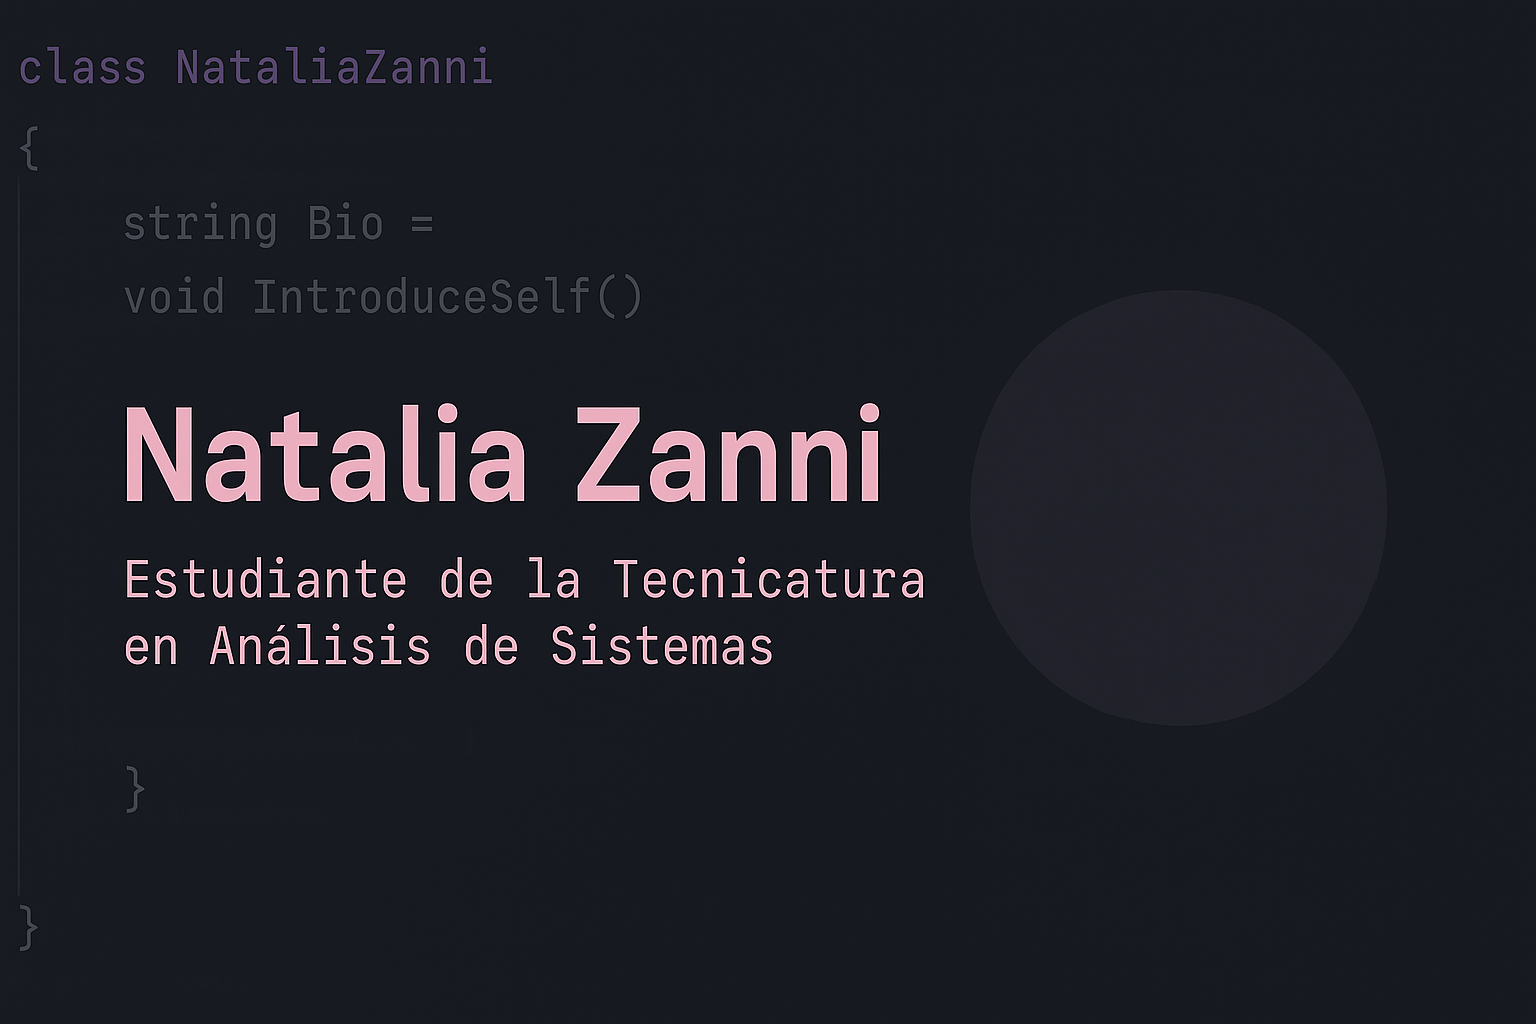 class NataliaZanni
{
string Bio =
void IntroduceSelf()
Natalia Zanni
Estudiante de la Tecnicatura
en Análisis de Sistemas
}
}